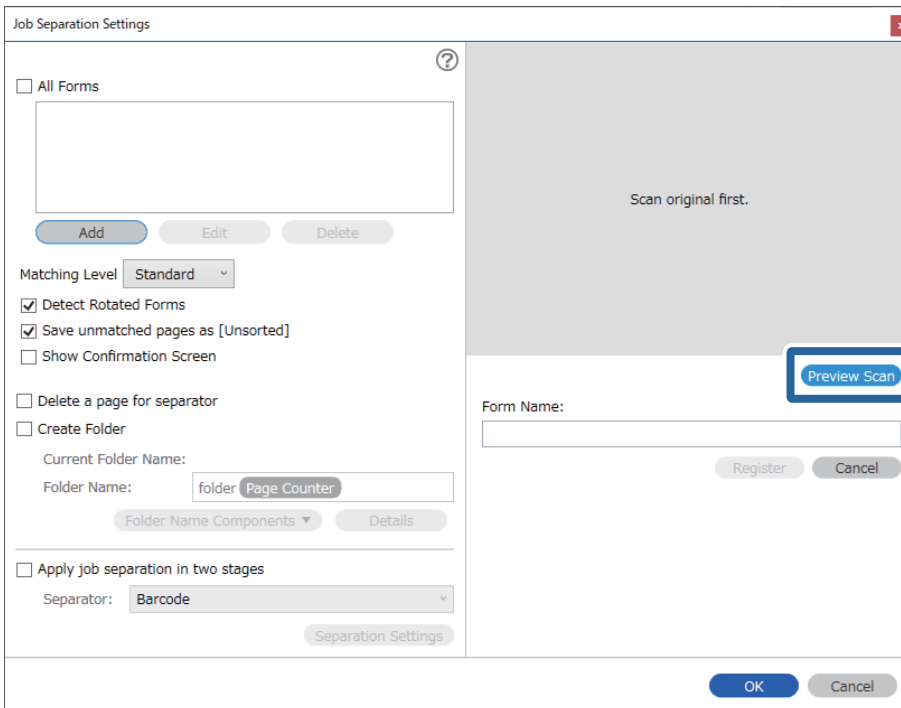 Job Separation Settings
All Forms
Add Edit Delete
Matching Level Standard
Detect Rotated Forms
Save unmatched pages as [Unsorted]
Show Confirmation Screen
Delete a page for separator
Create Folder
Current Folder Name:
Folder Name: folder Page Counter
Folder Name Components ▼ Details
Apply job separation in two stages
Separator: Barcode
Separation Settings
Scan original first.
Preview Scan
Form Name:
Register Cancel
OK Cancel